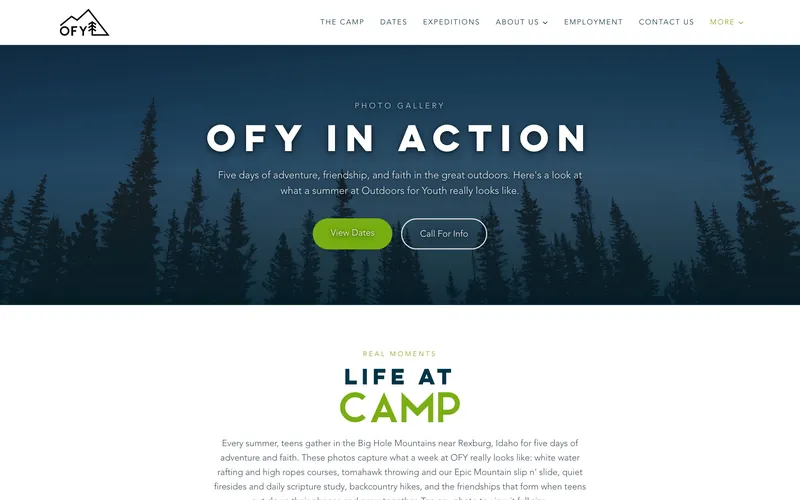 OFY
THE CAMP
DATES
EXPEDITIONS
ABOUT US
EMPLOYMENT
CONTACT US
MORE
PHOTO GALLERY
OFY IN ACTION
Five days of adventure, friendship, and faith in the great outdoors. Here's a look at
what a summer at Outdoors for Youth really looks like.
View Dates
Call For Info
REAL MOMENTS
LIFE AT
CAMP
Every summer, teens gather in the Big Hole Mountains near Rexburg, Idaho for five days of
adventure and faith. These photos capture what a week at OFY really looks like: white water
rafting and high ropes courses, tomahawk throwing and our Epic Mountain slip n' slide, quiet
firesides and daily scripture study, backcountry hikes, and the friendships that form when teens